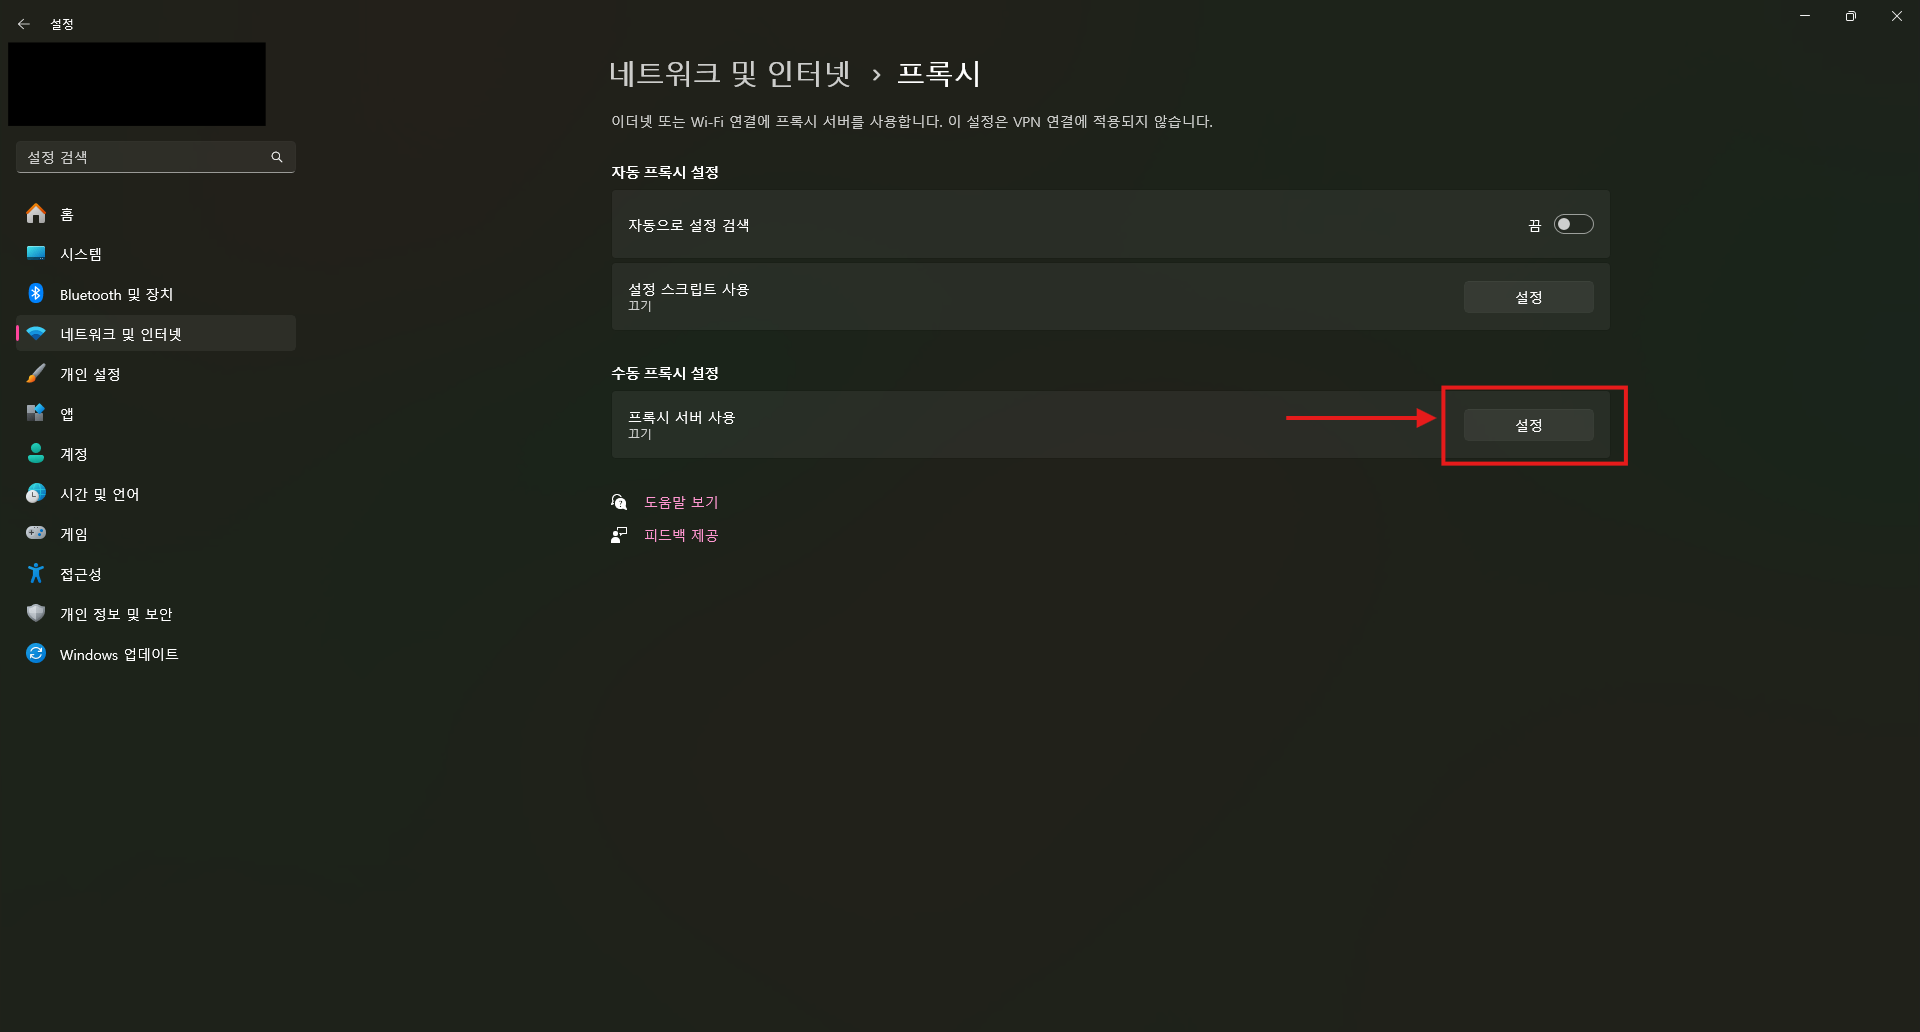 설정
설정 검색
홈
시스템
Bluetooth 및 장치
네트워크 및 인터넷
개인 설정
앱
계정
시간 및 언어
게임
접근성
개인 정보 및 보안
Windows 업데이트
네트워크 및 인터넷 › 프록시
이더넷 또는 Wi-Fi 연결에 프록시 서버를 사용합니다. 이 설정은 VPN 연결에 적용되지 않습니다.
자동 프록시 설정
자동으로 설정 검색
끔
설정 스크립트 사용
끄기
설정
수동 프록시 설정
프록시 서버 사용
끄기
설정
도움말 보기
피드백 제공